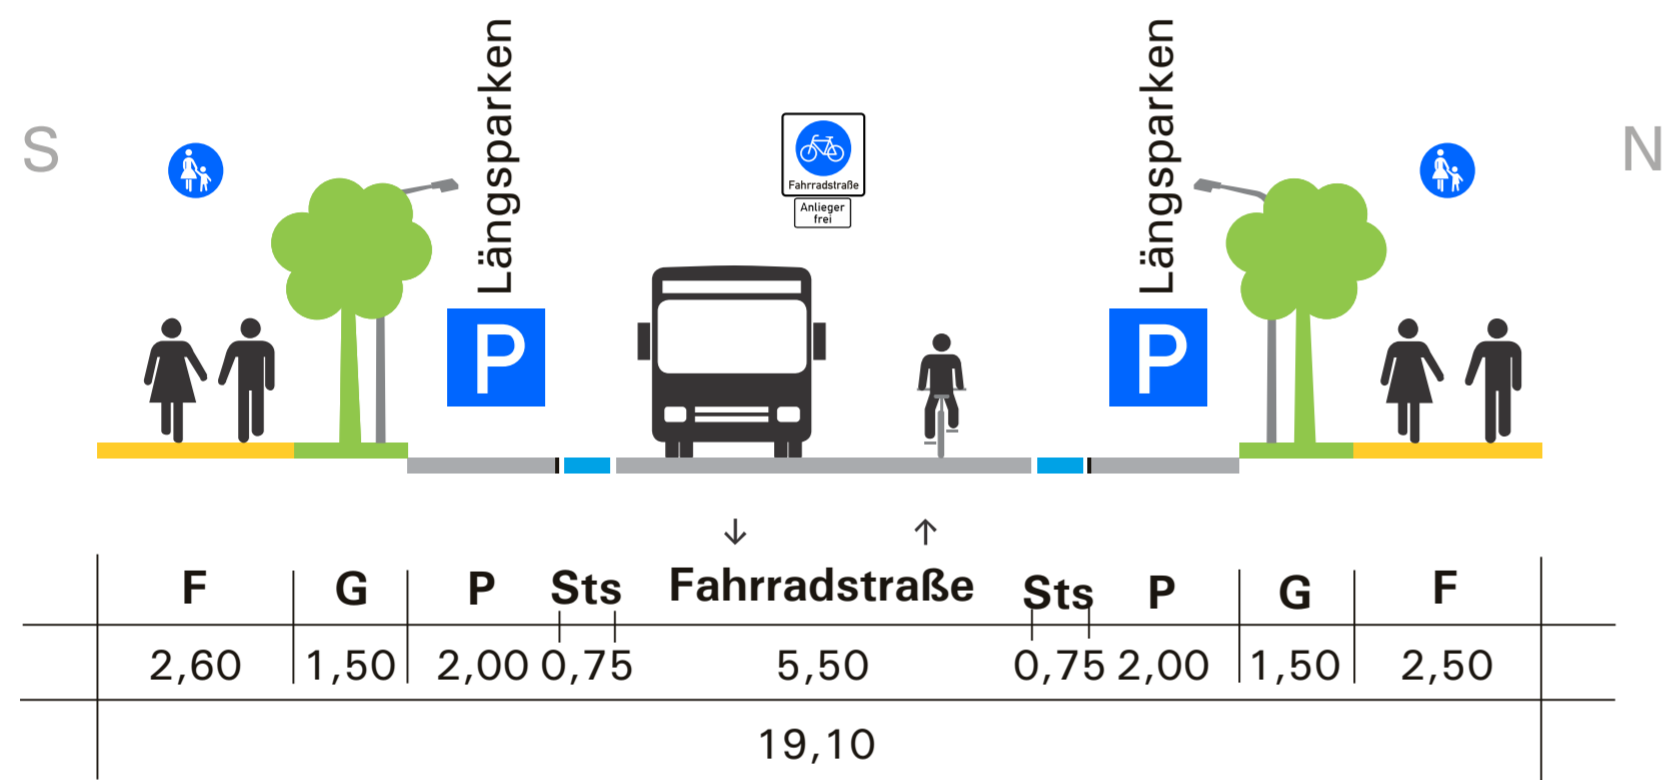 S
N
Längsparken
Längsparken
Fahrradstraße
Anlieger
frei
P
P
F G P Sts Fahrradstraße Sts P G F
2,60 1,50 2,00 0,75 5,50 0,75 2,00 1,50 2,50
19,10